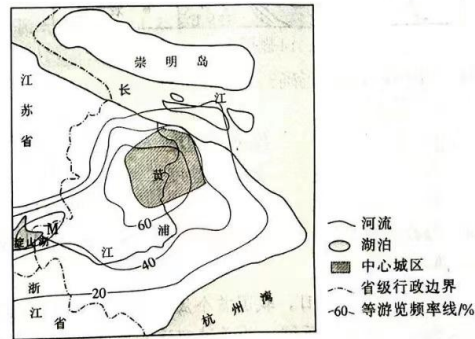 崇明岛
长
江
江
苏
省
黄
60
M
淀山湖
江
浦
40
20
浙
江
省
杭州湾
河流
湖泊
中心城区
省级行政边界
-60- 等游览频率线/%